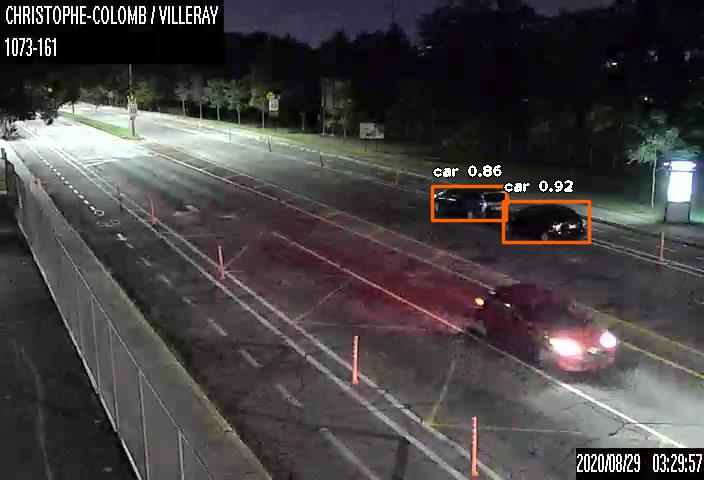 CHRISTOPHE-COLOMB / VILLERAY
1073-161
car 0.86
car 0.92
2020/08/29 03:29:57